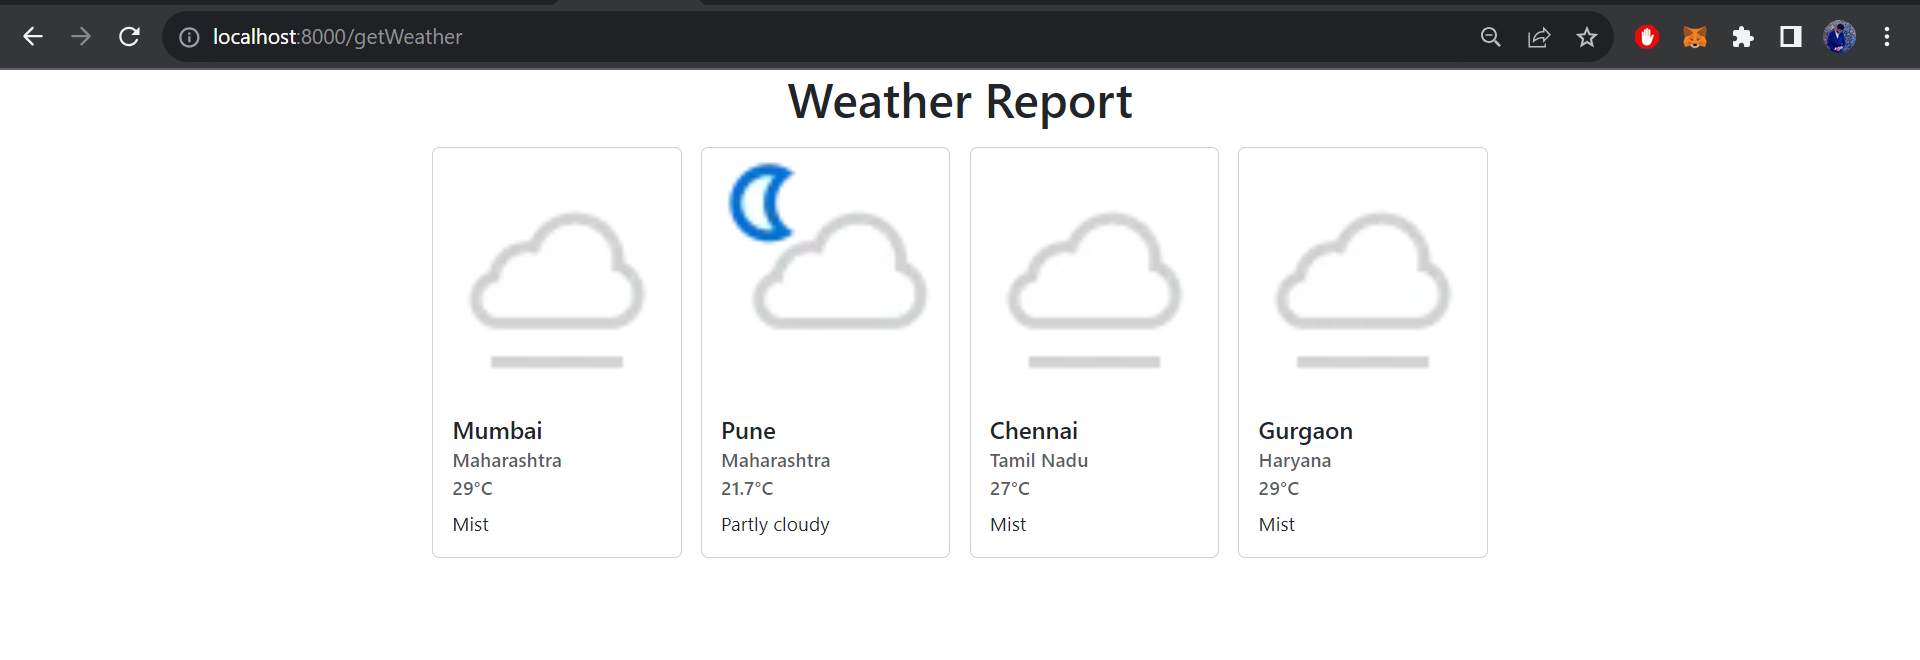 localhost:8000/getWeather
Weather Report
Mumbai
Maharashtra
29°C
Mist
Pune
Maharashtra
21.7°C
Partly cloudy
Chennai
Tamil Nadu
27°C
Mist
Gurgaon
Haryana
29°C
Mist